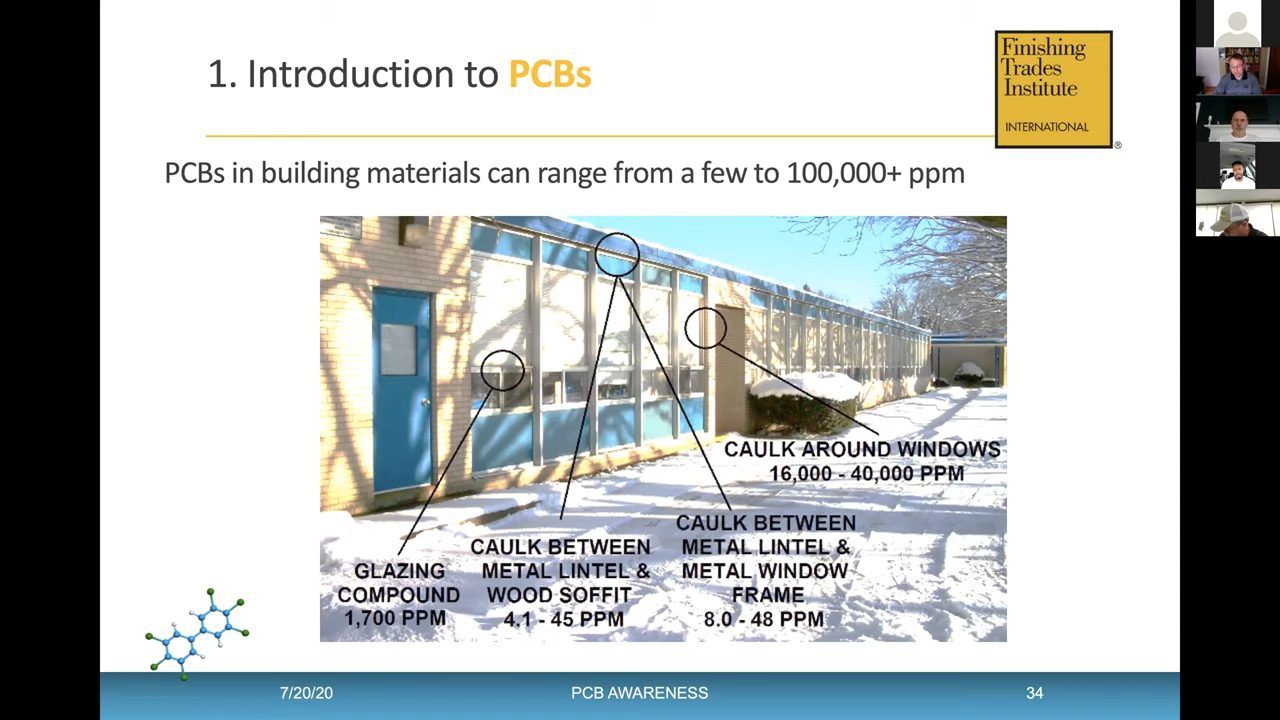 1. Introduction to PCBs
Finishing
Trades
Institute
INTERNATIONAL
®
PCBs in building materials can range from a few to 100,000+ ppm
CAULK AROUND WINDOWS
16,000 - 40,000 PPM
CAULK BETWEEN
METAL LINTEL &
METAL WINDOW
FRAME
8.0 - 48 PPM
CAULK BETWEEN
METAL LINTEL &
WOOD SOFFIT
4.1 - 45 PPM
GLAZING
COMPOUND
1,700 PPM
7/20/20
PCB AWARENESS
34